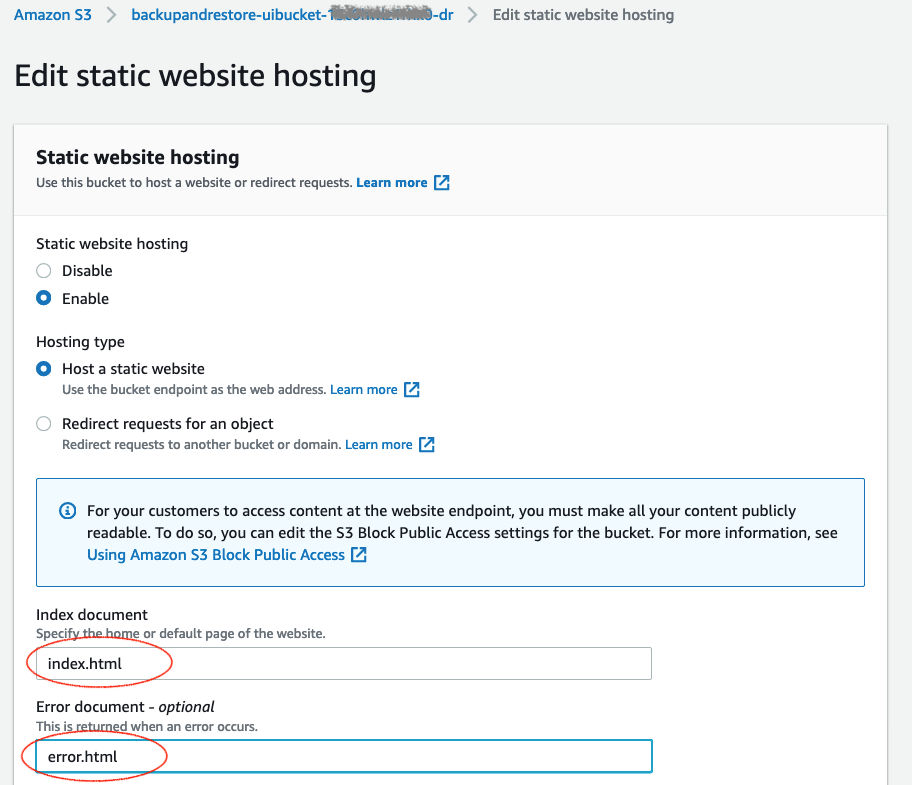 Amazon S3 > backupandrestore-uibucket- -dr > Edit static website hosting
Edit static website hosting
Static website hosting
Use this bucket to host a website or redirect requests. Learn more
Static website hosting
Disable
Enable
Hosting type
Host a static website
Use the bucket endpoint as the web address. Learn more
Redirect requests for an object
Redirect requests to another bucket or domain. Learn more
For your customers to access content at the website endpoint, you must make all your content publicly
readable. To do so, you can edit the S3 Block Public Access settings for the bucket. For more information, see
Using Amazon S3 Block Public Access
Index document
Specify the home or default page of the website.
index.html
Error document - optional
This is returned when an error occurs.
error.html